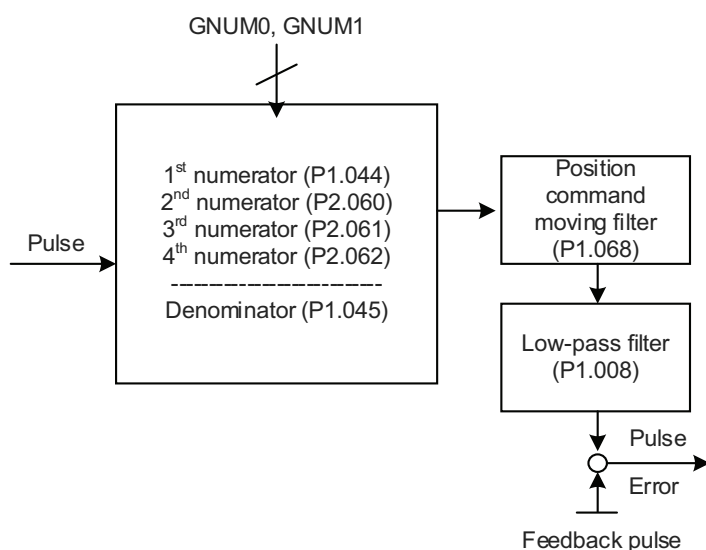 GNUM0, GNUM1
Pulse
1st numerator (P1.044)
2nd numerator (P2.060)
3rd numerator (P2.061)
4th numerator (P2.062)
-------------------------
Denominator (P1.045)
Position
command
moving filter
(P1.068)
Low-pass filter
(P1.008)
Pulse
Error
Feedback pulse